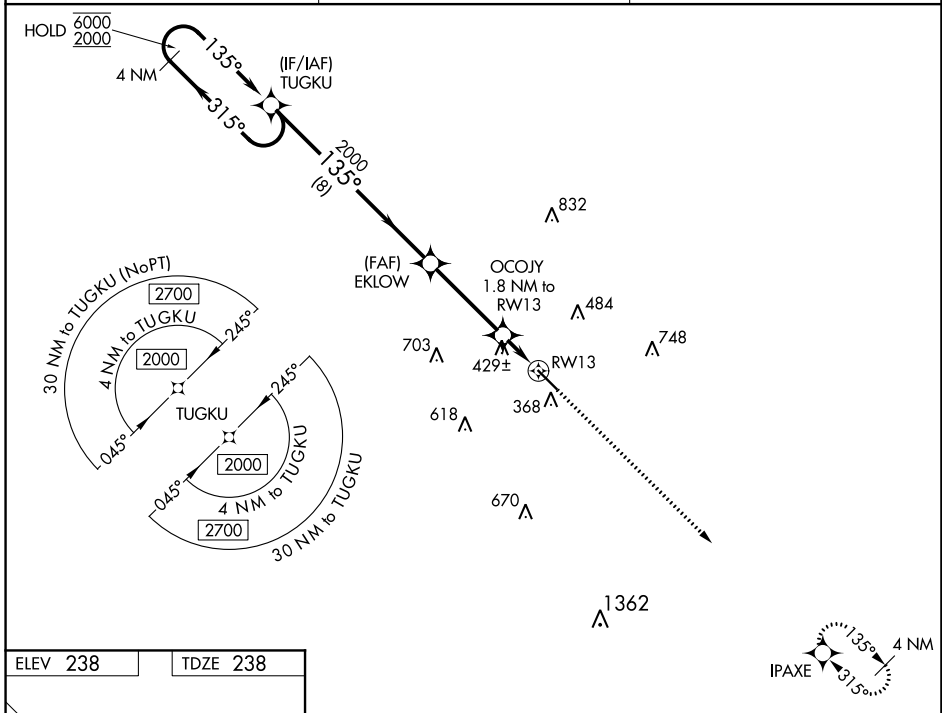 HOLD 6000
2000
4 NM
135°
315°
(IF/IAF)
TUGKU
2000
135°
(8)
832
(FAF)
EKLOW
OCOJY
1.8 NM to
RW13
484
748
703
429±
RW13
368
618
670
1362
30 NM to TUGKU (NoPT)
2700
4 NM to TUGKU
2000
245°
045°
TUGKU
245°
045°
2000
4 NM to TUGKU
2700
30 NM to TUGKU
IPAXE
135°
315°
4 NM
ELEV 238
TDZE 238